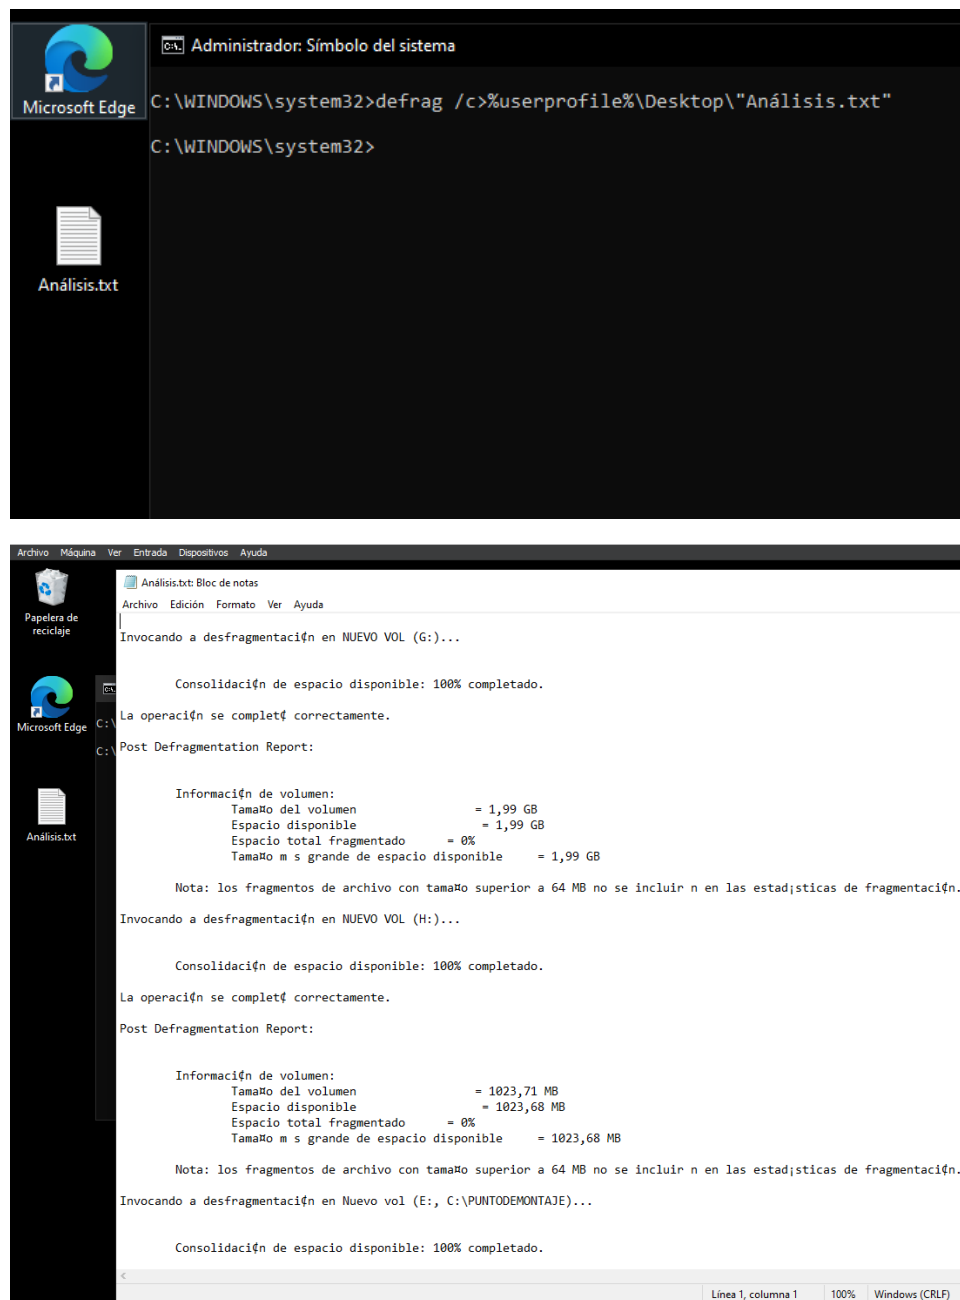 Administrador: Símbolo del sistema
Microsoft Edge
C:\WINDOWS\system32>defrag /c>%userprofile%\Desktop\"Análisis.txt"
C:\WINDOWS\system32>
Análisis.txt
Archivo Máquina Ver Entrada Dispositivos Ayuda
Papelera de
reciclaje
Microsoft Edge
Análisis.txt
C:\
C:\
Análisis.txt: Bloc de notas
Archivo Edición Formato Ver Ayuda
Invocando a desfragmentaci¢n en NUEVO VOL (G:)...
Consolidaci¢n de espacio disponible: 100% completado.
La operaci¢n se complet¢ correctamente.
Post Defragmentation Report:
Informaci¢n de volumen:
Tama¤o del volumen = 1,99 GB
Espacio disponible = 1,99 GB
Espacio total fragmentado = 0%
Tama¤o m s grande de espacio disponible = 1,99 GB
Nota: los fragmentos de archivo con tama¤o superior a 64 MB no se incluir n en las estad¡sticas de fragmentaci¢n.
Invocando a desfragmentaci¢n en NUEVO VOL (H:)...
Consolidaci¢n de espacio disponible: 100% completado.
La operaci¢n se complet¢ correctamente.
Post Defragmentation Report:
Informaci¢n de volumen:
Tama¤o del volumen = 1023,71 MB
Espacio disponible = 1023,68 MB
Espacio total fragmentado = 0%
Tama¤o m s grande de espacio disponible = 1023,68 MB
Nota: los fragmentos de archivo con tama¤o superior a 64 MB no se incluir n en las estad¡sticas de fragmentaci¢n.
Invocando a desfragmentaci¢n en Nuevo vol (E:, C:\PUNTODEMONTAJE)...
Consolidaci¢n de espacio disponible: 100% completado.
Línea 1, columna 1 100% Windows (CRLF)